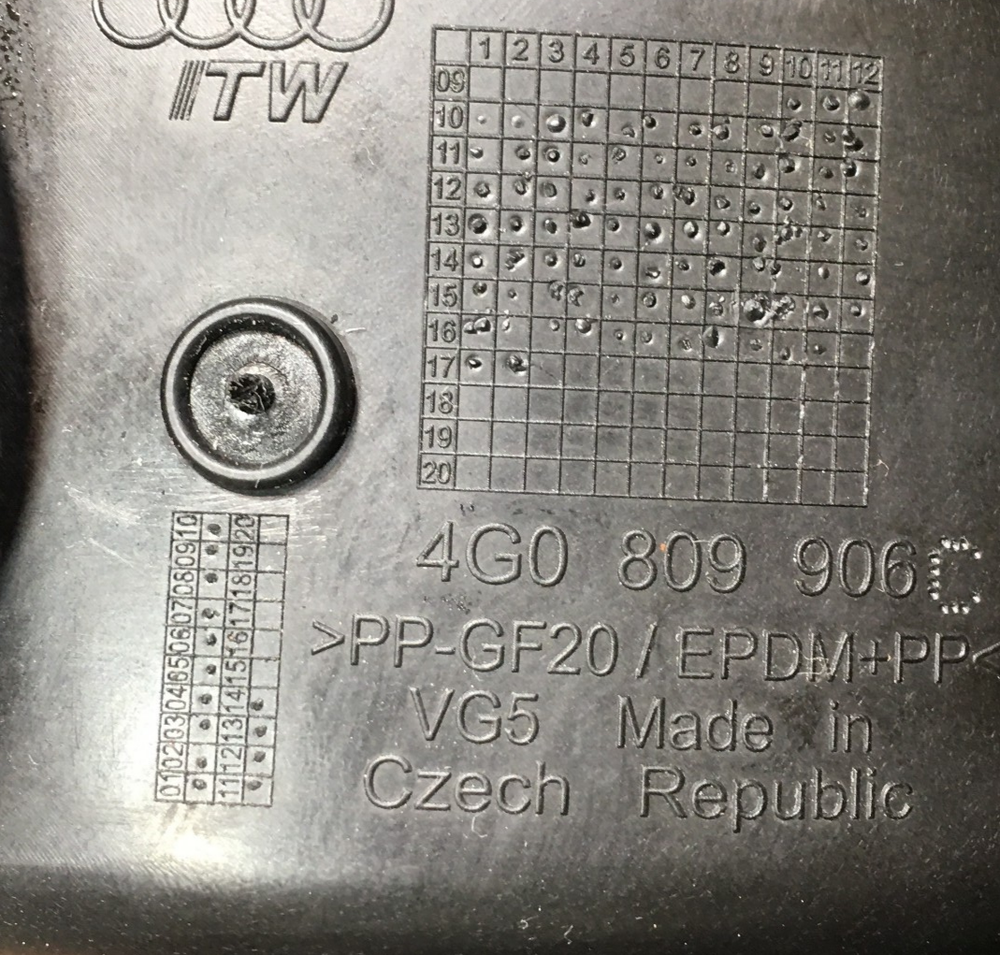 ITW
1 2 3 4 5 6 7 8 9 10 11 12
09
10
11
12
13
14
15
16
17
18
19
20
01 02 03 04 05 06 07 08 09 10
11 12 13 14 15 16 17 18 19 20
4G0 809 906 C
>PP-GF20 / EPDM+PP<
VG5 Made in
Czech Republic